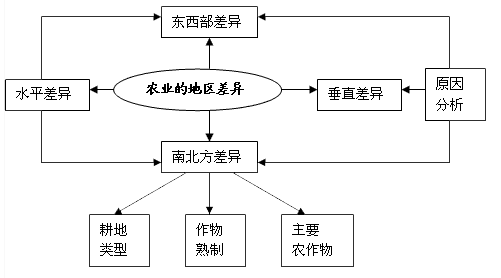 东西部差异
水平差异
农业的地区差异
垂直差异
原因
分析
南北方差异
耕地
类型
作物
熟制
主要
农作物